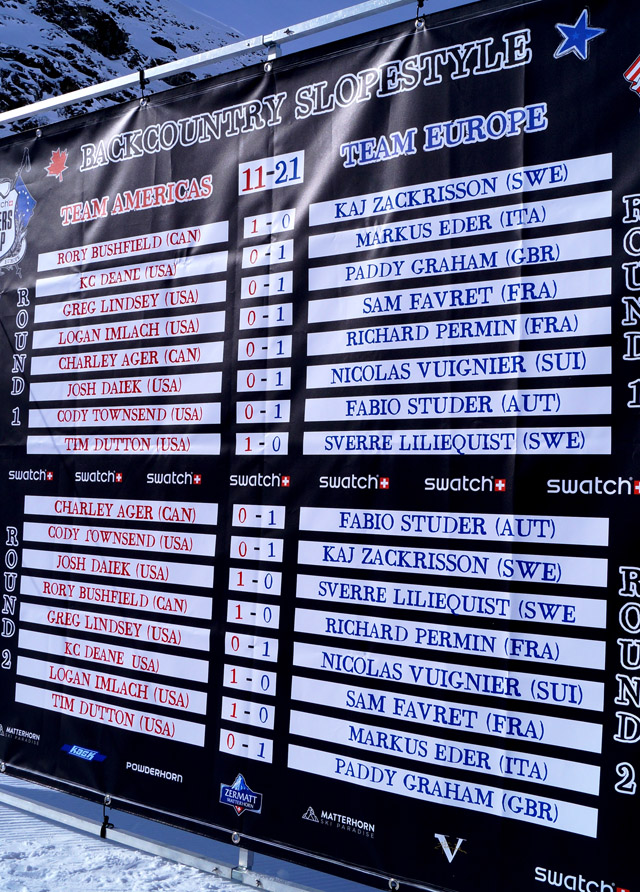 BACKCOUNTRY SLOPESTYLE
TEAM AMERICAS 11-21 TEAM EUROPE
ROUND 1
RORY BUSHFIELD (CAN) 1-0 KAJ ZACKRISSON (SWE)
KC DEANE (USA) 0-1 MARKUS EDER (ITA)
GREG LINDSEY (USA) 0-1 PADDY GRAHAM (GBR)
LOGAN IMLACH (USA) 0-1 SAM FAVRET (FRA)
CHARLEY AGER (CAN) 0-1 RICHARD PERMIN (FRA)
JOSH DAIEK (USA) 0-1 NICOLAS VUIGNIER (SUI)
CODY TOWNSEND (USA) 0-1 FABIO STUDER (AUT)
TIM DUTTON (USA) 1-0 SVERRE LILIEQUIST (SWE)
ROUND 1
swatch swatch swatch swatch swatch swatch swatch
ROUND 2
CHARLEY AGER (CAN) 0-1 FABIO STUDER (AUT)
CODY TOWNSEND (USA) 0-1 KAJ ZACKRISSON (SWE)
JOSH DAIEK (USA) 1-0 SVERRE LILIEQUIST (SWE
RORY BUSHFIELD (CAN) 1-0 RICHARD PERMIN (FRA)
GREG LINDSEY (USA) 0-1 NICOLAS VUIGNIER (SUI)
KC DEANE USA) 1-0 SAM FAVRET (FRA)
LOGAN IMLACH (USA) 1-0 MARKUS EDER (ITA)
TIM DUTTON (USA) 0-1 PADDY GRAHAM (GBR)
ROUND 2
MATTERHORN
SKI PARADISE
POWDERHORN
ZERMATT
MATTERHORN
MATTERHORN
SKI PARADISE
V
swatch